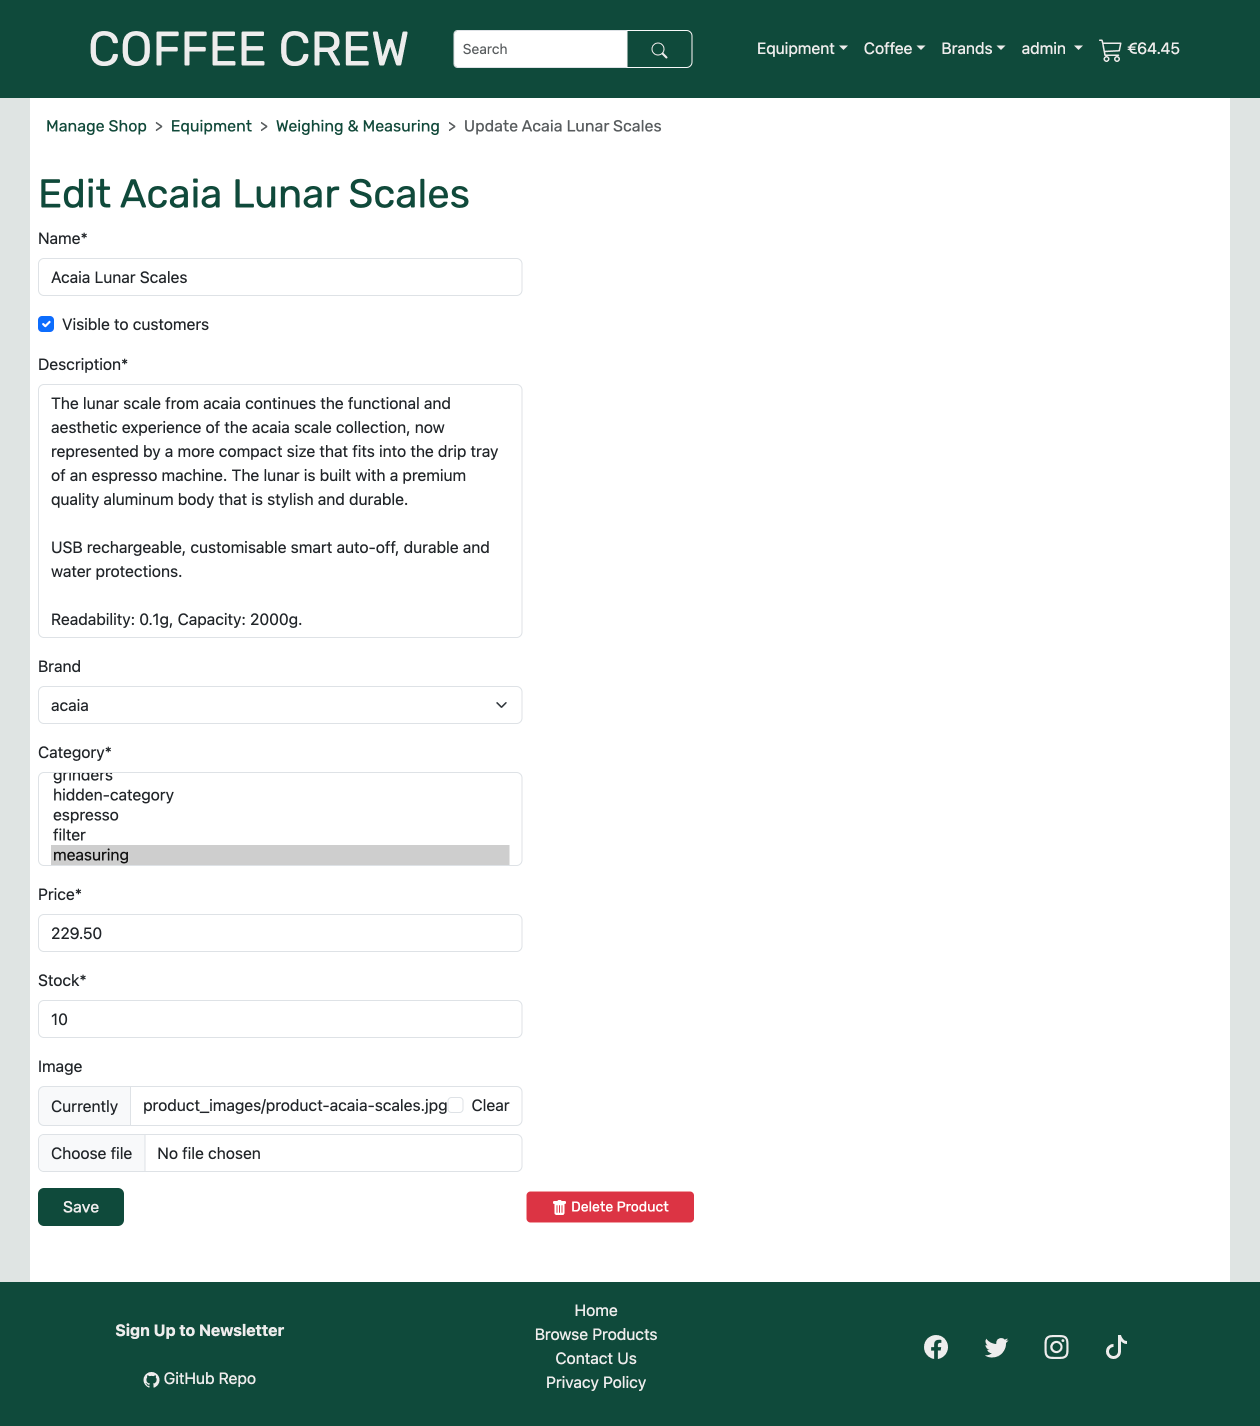 COFFEE CREW
Search
Equipment
Coffee
Brands
admin
€64.45
Manage Shop > Equipment > Weighing & Measuring > Update Acaia Lunar Scales
Edit Acaia Lunar Scales
Name*
Acaia Lunar Scales
Visible to customers
Description*
The lunar scale from acaia continues the functional and
aesthetic experience of the acaia scale collection, now
represented by a more compact size that fits into the drip tray
of an espresso machine. The lunar is built with a premium
quality aluminum body that is stylish and durable.
USB rechargeable, customisable smart auto-off, durable and
water protections.
Readability: 0.1g, Capacity: 2000g.
Brand
acaia
Category*
grinders
hidden-category
espresso
filter
measuring
Price*
229.50
Stock*
10
Image
Currently
product_images/product-acaia-scales.jpg
Clear
Choose file
No file chosen
Save
Delete Product
Sign Up to Newsletter
GitHub Repo
Home
Browse Products
Contact Us
Privacy Policy